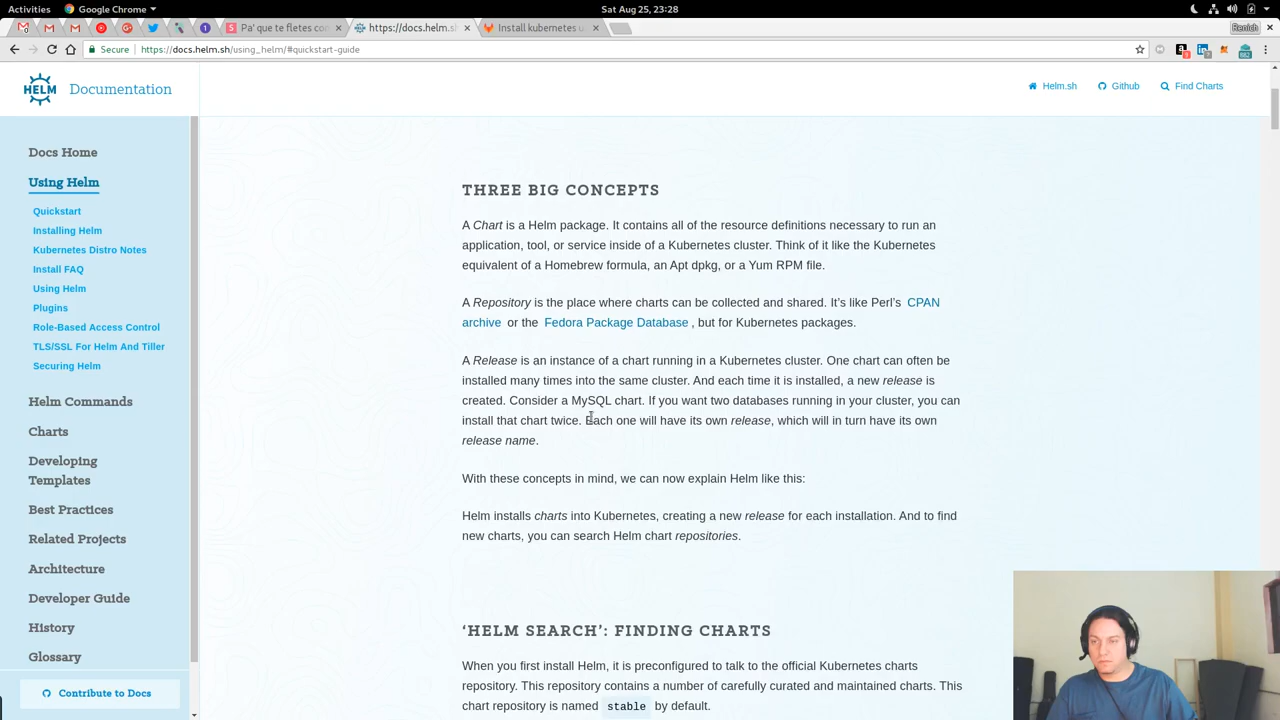 Activities
Google Chrome
Sat Aug 25, 23:28
Pa' que te fletes con
https://docs.helm.sh
Install kubernetes u
Renich
Secure
https://docs.helm.sh/using_helm/#quickstart-guide
HELM
Documentation
Helm.sh
Github
Find Charts
Docs Home
Using Helm
Quickstart
Installing Helm
Kubernetes Distro Notes
Install FAQ
Using Helm
Plugins
Role-Based Access Control
TLS/SSL For Helm And Tiller
Securing Helm
Helm Commands
Charts
Developing
Templates
Best Practices
Related Projects
Architecture
Developer Guide
History
Glossary
Contribute to Docs
THREE BIG CONCEPTS
A Chart is a Helm package. It contains all of the resource definitions necessary to run an
application, tool, or service inside of a Kubernetes cluster. Think of it like the Kubernetes
equivalent of a Homebrew formula, an Apt dpkg, or a Yum RPM file.
A Repository is the place where charts can be collected and shared. It's like Perl's CPAN
archive or the Fedora Package Database , but for Kubernetes packages.
A Release is an instance of a chart running in a Kubernetes cluster. One chart can often be
installed many times into the same cluster. And each time it is installed, a new release is
created. Consider a MySQL chart. If you want two databases running in your cluster, you can
install that chart twice. Each one will have its own release, which will in turn have its own
release name.
With these concepts in mind, we can now explain Helm like this:
Helm installs charts into Kubernetes, creating a new release for each installation. And to find
new charts, you can search Helm chart repositories.
‘HELM SEARCH’: FINDING CHARTS
When you first install Helm, it is preconfigured to talk to the official Kubernetes charts
repository. This repository contains a number of carefully curated and maintained charts. This
chart repository is named stable by default.